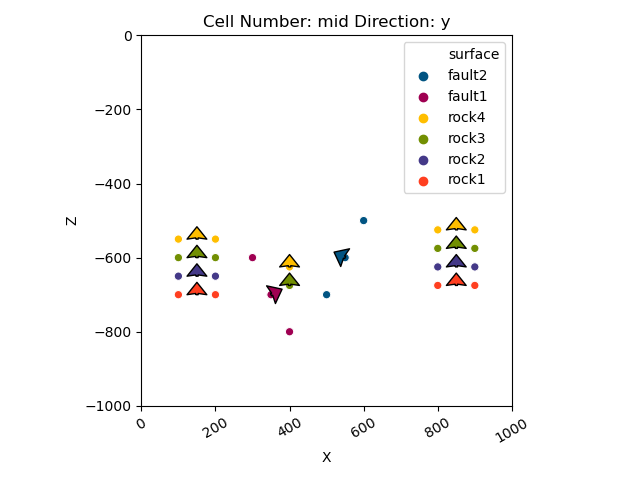 Cell Number: mid Direction: y
surface
fault2
fault1
rock4
rock3
rock2
rock1
Z
0
−200
−400
−600
−800
−1000
0
200
400
600
800
1000
X